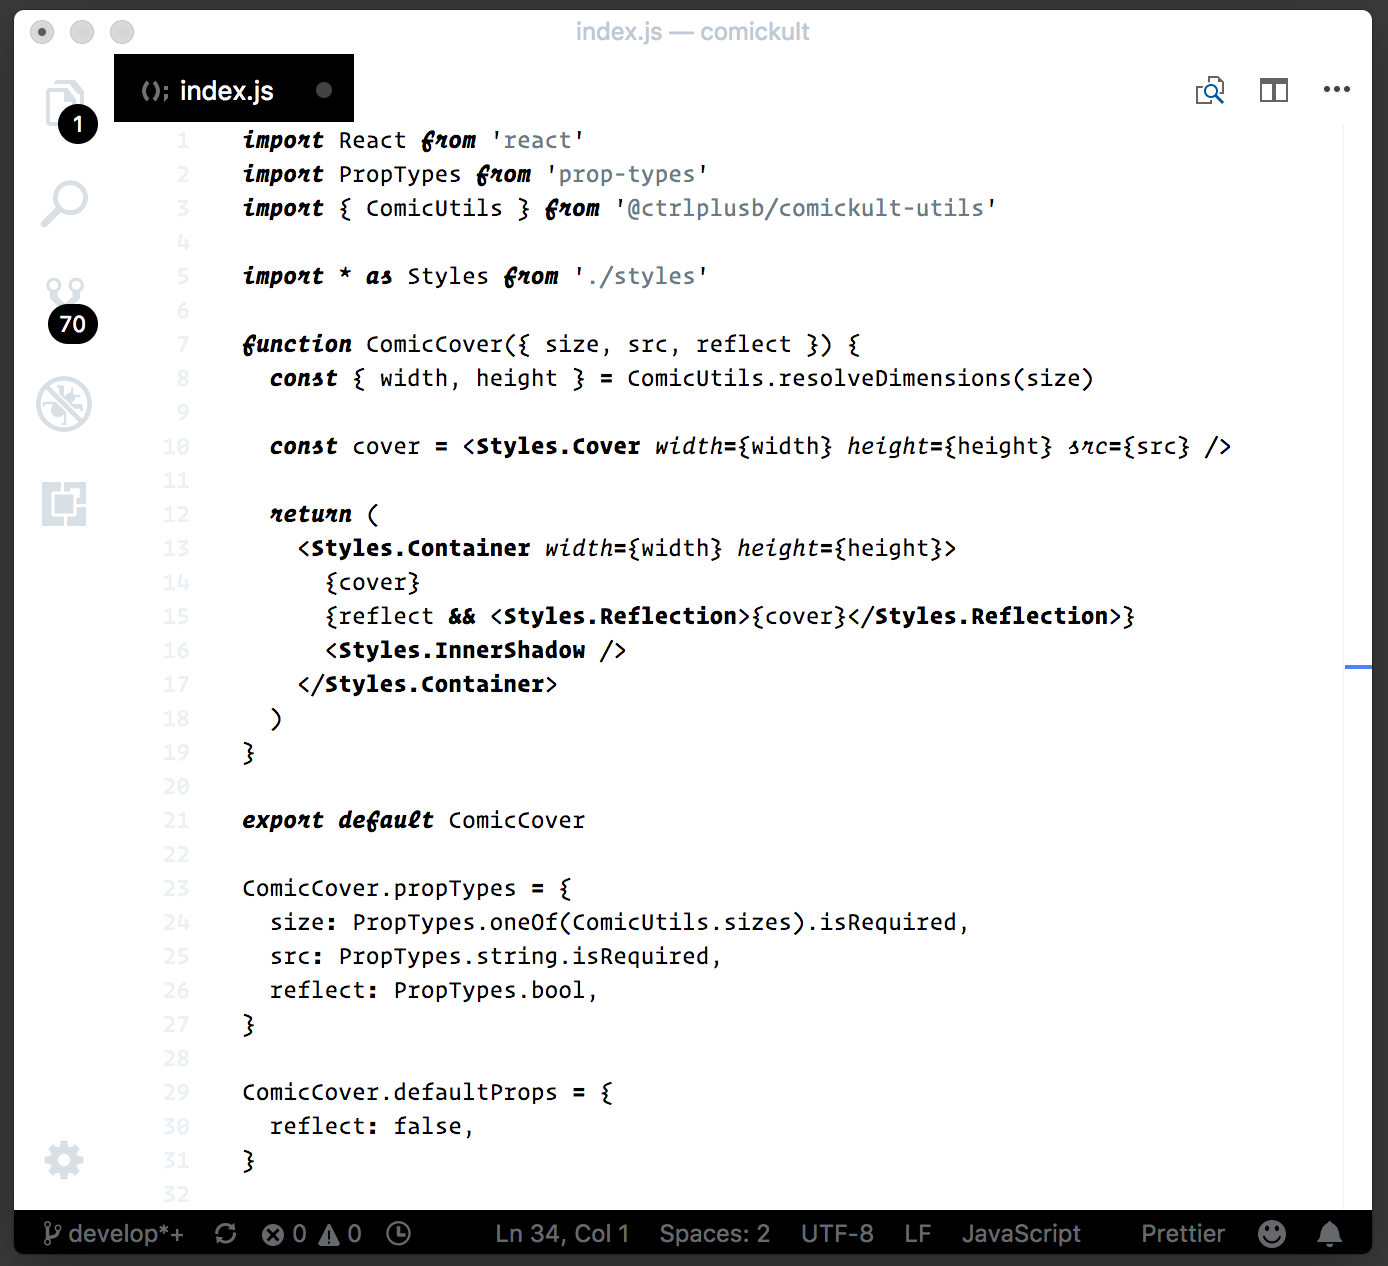 index.js — comickult
1
(); index.js
1 import React from 'react'
2 import PropTypes from 'prop-types'
3 import { ComicUtils } from '@ctrlplusb/comickult-utils'
4
5 import * as Styles from './styles'
6
7 function ComicCover({ size, src, reflect }) {
8   const { width, height } = ComicUtils.resolveDimensions(size)
9
10   const cover = <Styles.Cover width={width} height={height} src={src} />
11
12   return (
13     <Styles.Container width={width} height={height}>
14       {cover}
15       {reflect && <Styles.Reflection>{cover}</Styles.Reflection>}
16       <Styles.InnerShadow />
17     </Styles.Container>
18   )
19 }
20
21 export default ComicCover
22
23 ComicCover.propTypes = {
24   size: PropTypes.oneOf(ComicUtils.sizes).isRequired,
25   src: PropTypes.string.isRequired,
26   reflect: PropTypes.bool,
27 }
28
29 ComicCover.defaultProps = {
30   reflect: false,
31 }
32
70
develop*+ 0 0 Ln 34, Col 1 Spaces: 2 UTF-8 LF JavaScript Prettier